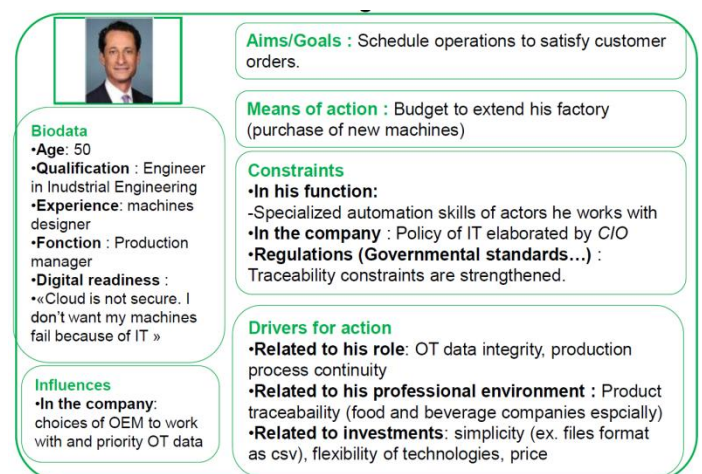 Aims/Goals : Schedule operations to satisfy customer
orders.
Means of action : Budget to extend his factory
(purchase of new machines)
Biodata
•Age: 50
•Qualification : Engineer
in Inudstrial Engineering
•Experience: machines
designer
•Fonction : Production
manager
•Digital readiness :
•«Cloud is not secure. I
don't want my machines
fail because of IT »
Constraints
•In his function:
-Specialized automation skills of actors he works with
•In the company : Policy of IT elaborated by CIO
•Regulations (Governmental standards…) :
Traceability constraints are strengthened.
Influences
•In the company:
choices of OEM to work
with and priority OT data
Drivers for action
•Related to his role: OT data integrity, production
process continuity
•Related to his professional environment : Product
traceabaility (food and beverage companies espcially)
•Related to investments: simplicity (ex. files format
as csv), flexibility of technologies, price